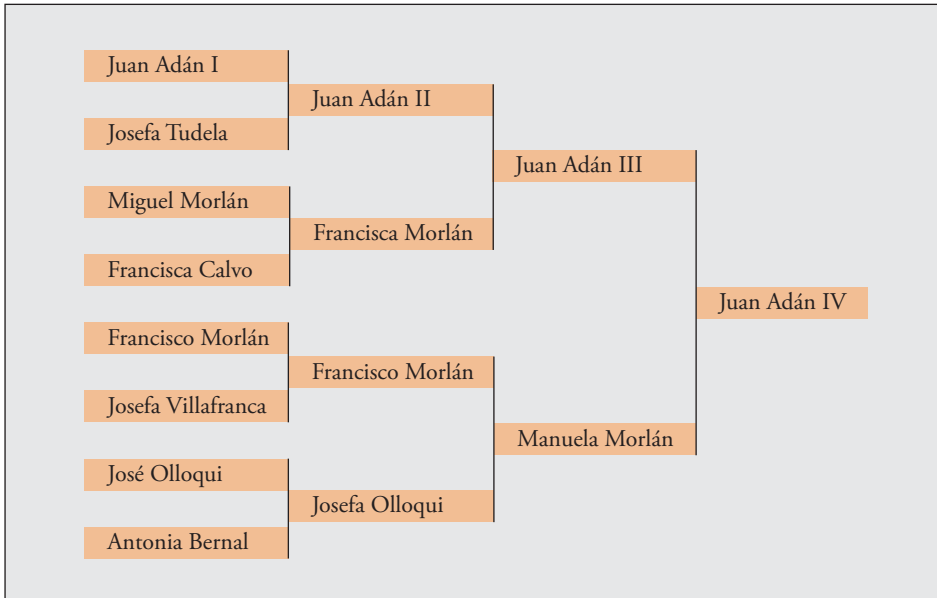 Juan Adán I
Josefa Tudela
Miguel Morlán
Francisca Calvo
Francisco Morlán
Josefa Villafranca
José Olloqui
Antonia Bernal
Juan Adán II
Francisca Morlán
Francisco Morlán
Josefa Olloqui
Juan Adán III
Manuela Morlán
Juan Adán IV